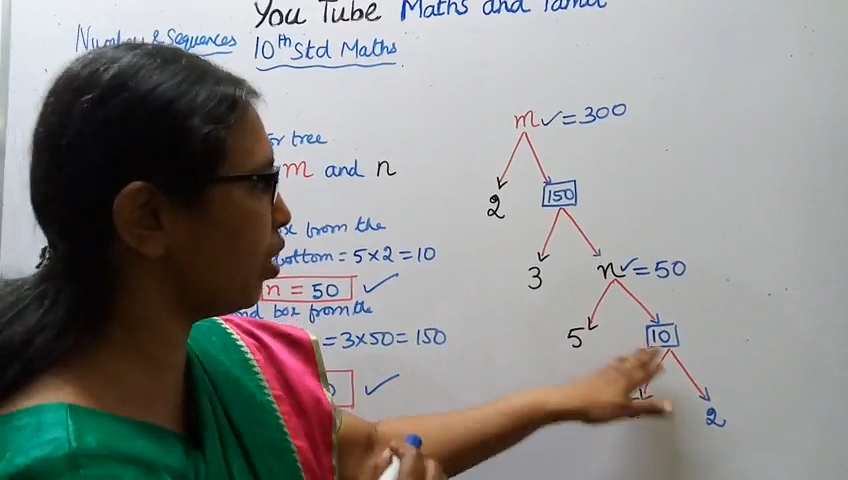 You Tube Maths and Tamil
Number & Sequences 10th Std Maths
tree
m and n
from the
bottom = 5×2 = 10
n = 50 ✓
box from the
= 3×50 = 150
✓
m ✓ = 300
2 150
3 n ✓ = 50
5 10
2